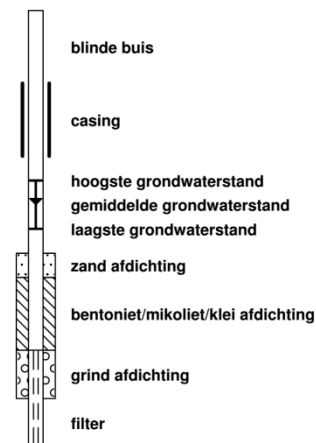 blinde buis
casing
hoogste grondwaterstand
gemiddelde grondwaterstand
laagste grondwaterstand
zand afdichting
bentoniet/mikoliet/klei afdichting
grind afdichting
filter